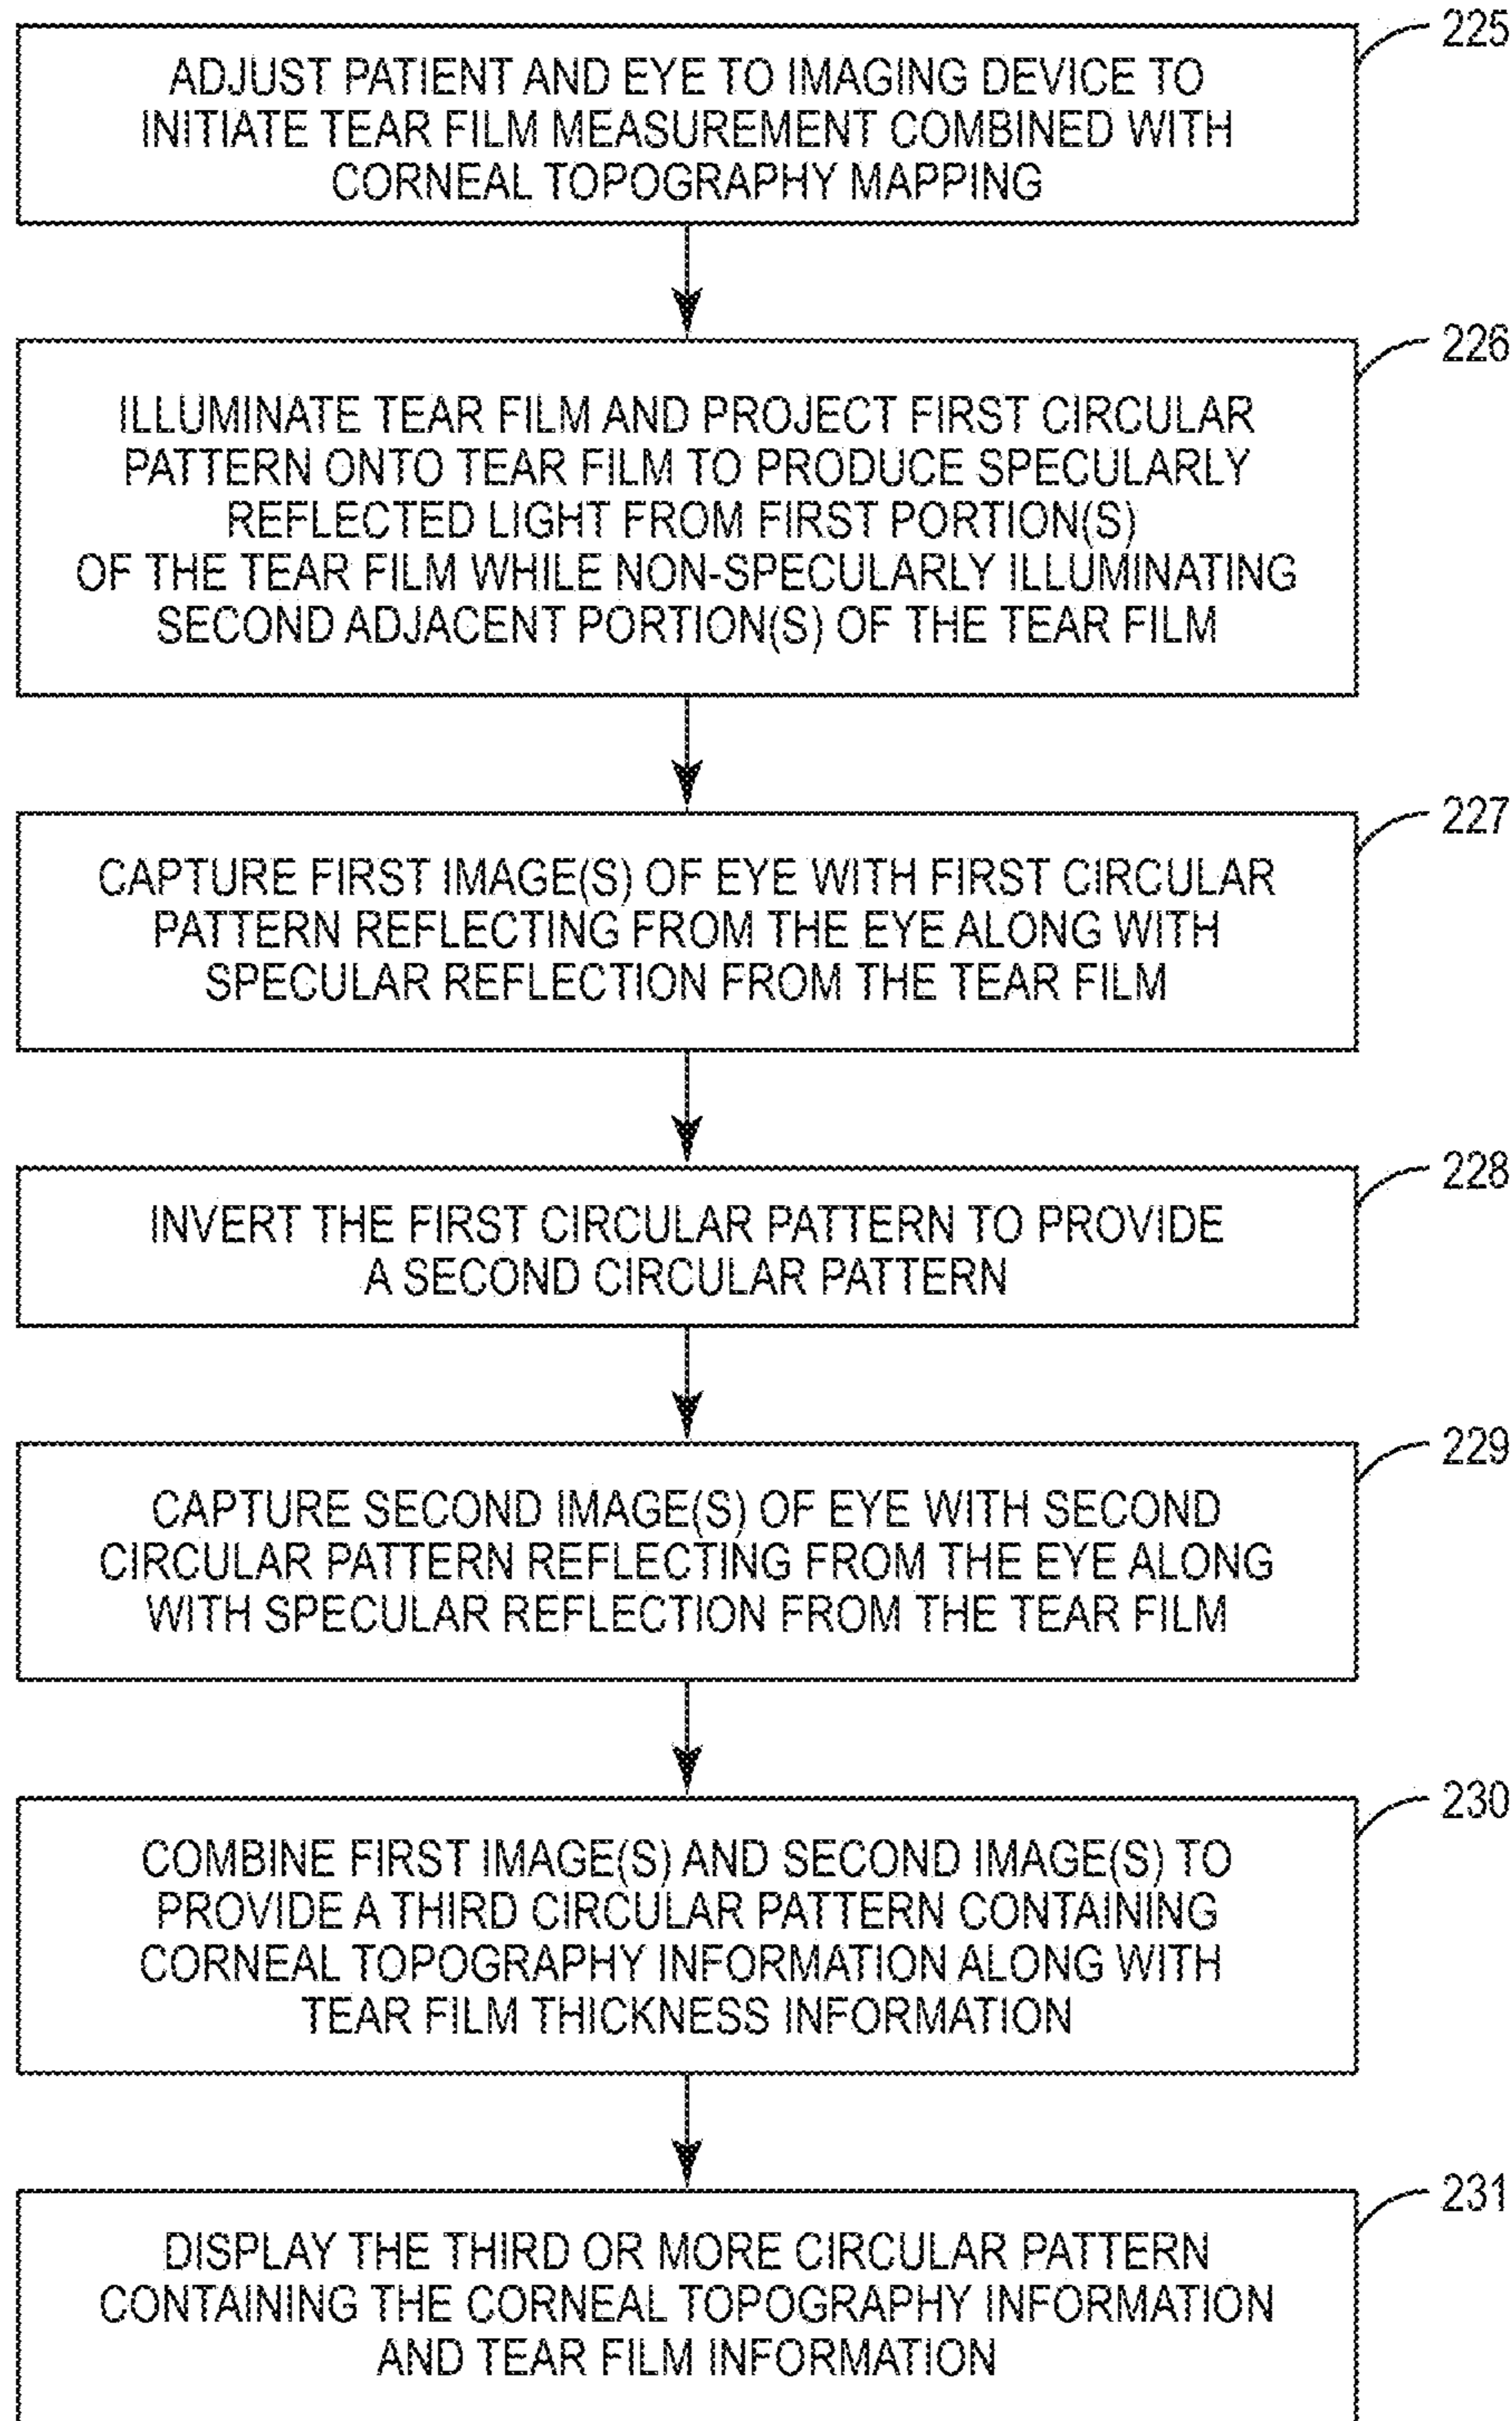 225
ADJUST PATIENT AND EYE TO IMAGING DEVICE TO
INITIATE TEAR FILM MEASUREMENT COMBINED WITH
CORNEAL TOPOGRAPHY MAPPING
226
ILLUMINATE TEAR FILM AND PROJECT FIRST CIRCULAR
PATTERN ONTO TEAR FILM TO PRODUCE SPECULARLY
REFLECTED LIGHT FROM FIRST PORTION(S)
OF THE TEAR FILM WHILE NON-SPECULARLY ILLUMINATING
SECOND ADJACENT PORTION(S) OF THE TEAR FILM
227
CAPTURE FIRST IMAGE(S) OF EYE WITH FIRST CIRCULAR
PATTERN REFLECTING FROM THE EYE ALONG WITH
SPECULAR REFLECTION FROM THE TEAR FILM
228
INVERT THE FIRST CIRCULAR PATTERN TO PROVIDE
A SECOND CIRCULAR PATTERN
229
CAPTURE SECOND IMAGE(S) OF EYE WITH SECOND
CIRCULAR PATTERN REFLECTING FROM THE EYE ALONG
WITH SPECULAR REFLECTION FROM THE TEAR FILM
230
COMBINE FIRST IMAGE(S) AND SECOND IMAGE(S) TO
PROVIDE A THIRD CIRCULAR PATTERN CONTAINING
CORNEAL TOPOGRAPHY INFORMATION ALONG WITH
TEAR FILM THICKNESS INFORMATION
231
DISPLAY THE THIRD OR MORE CIRCULAR PATTERN
CONTAINING THE CORNEAL TOPOGRAPHY INFORMATION
AND TEAR FILM INFORMATION